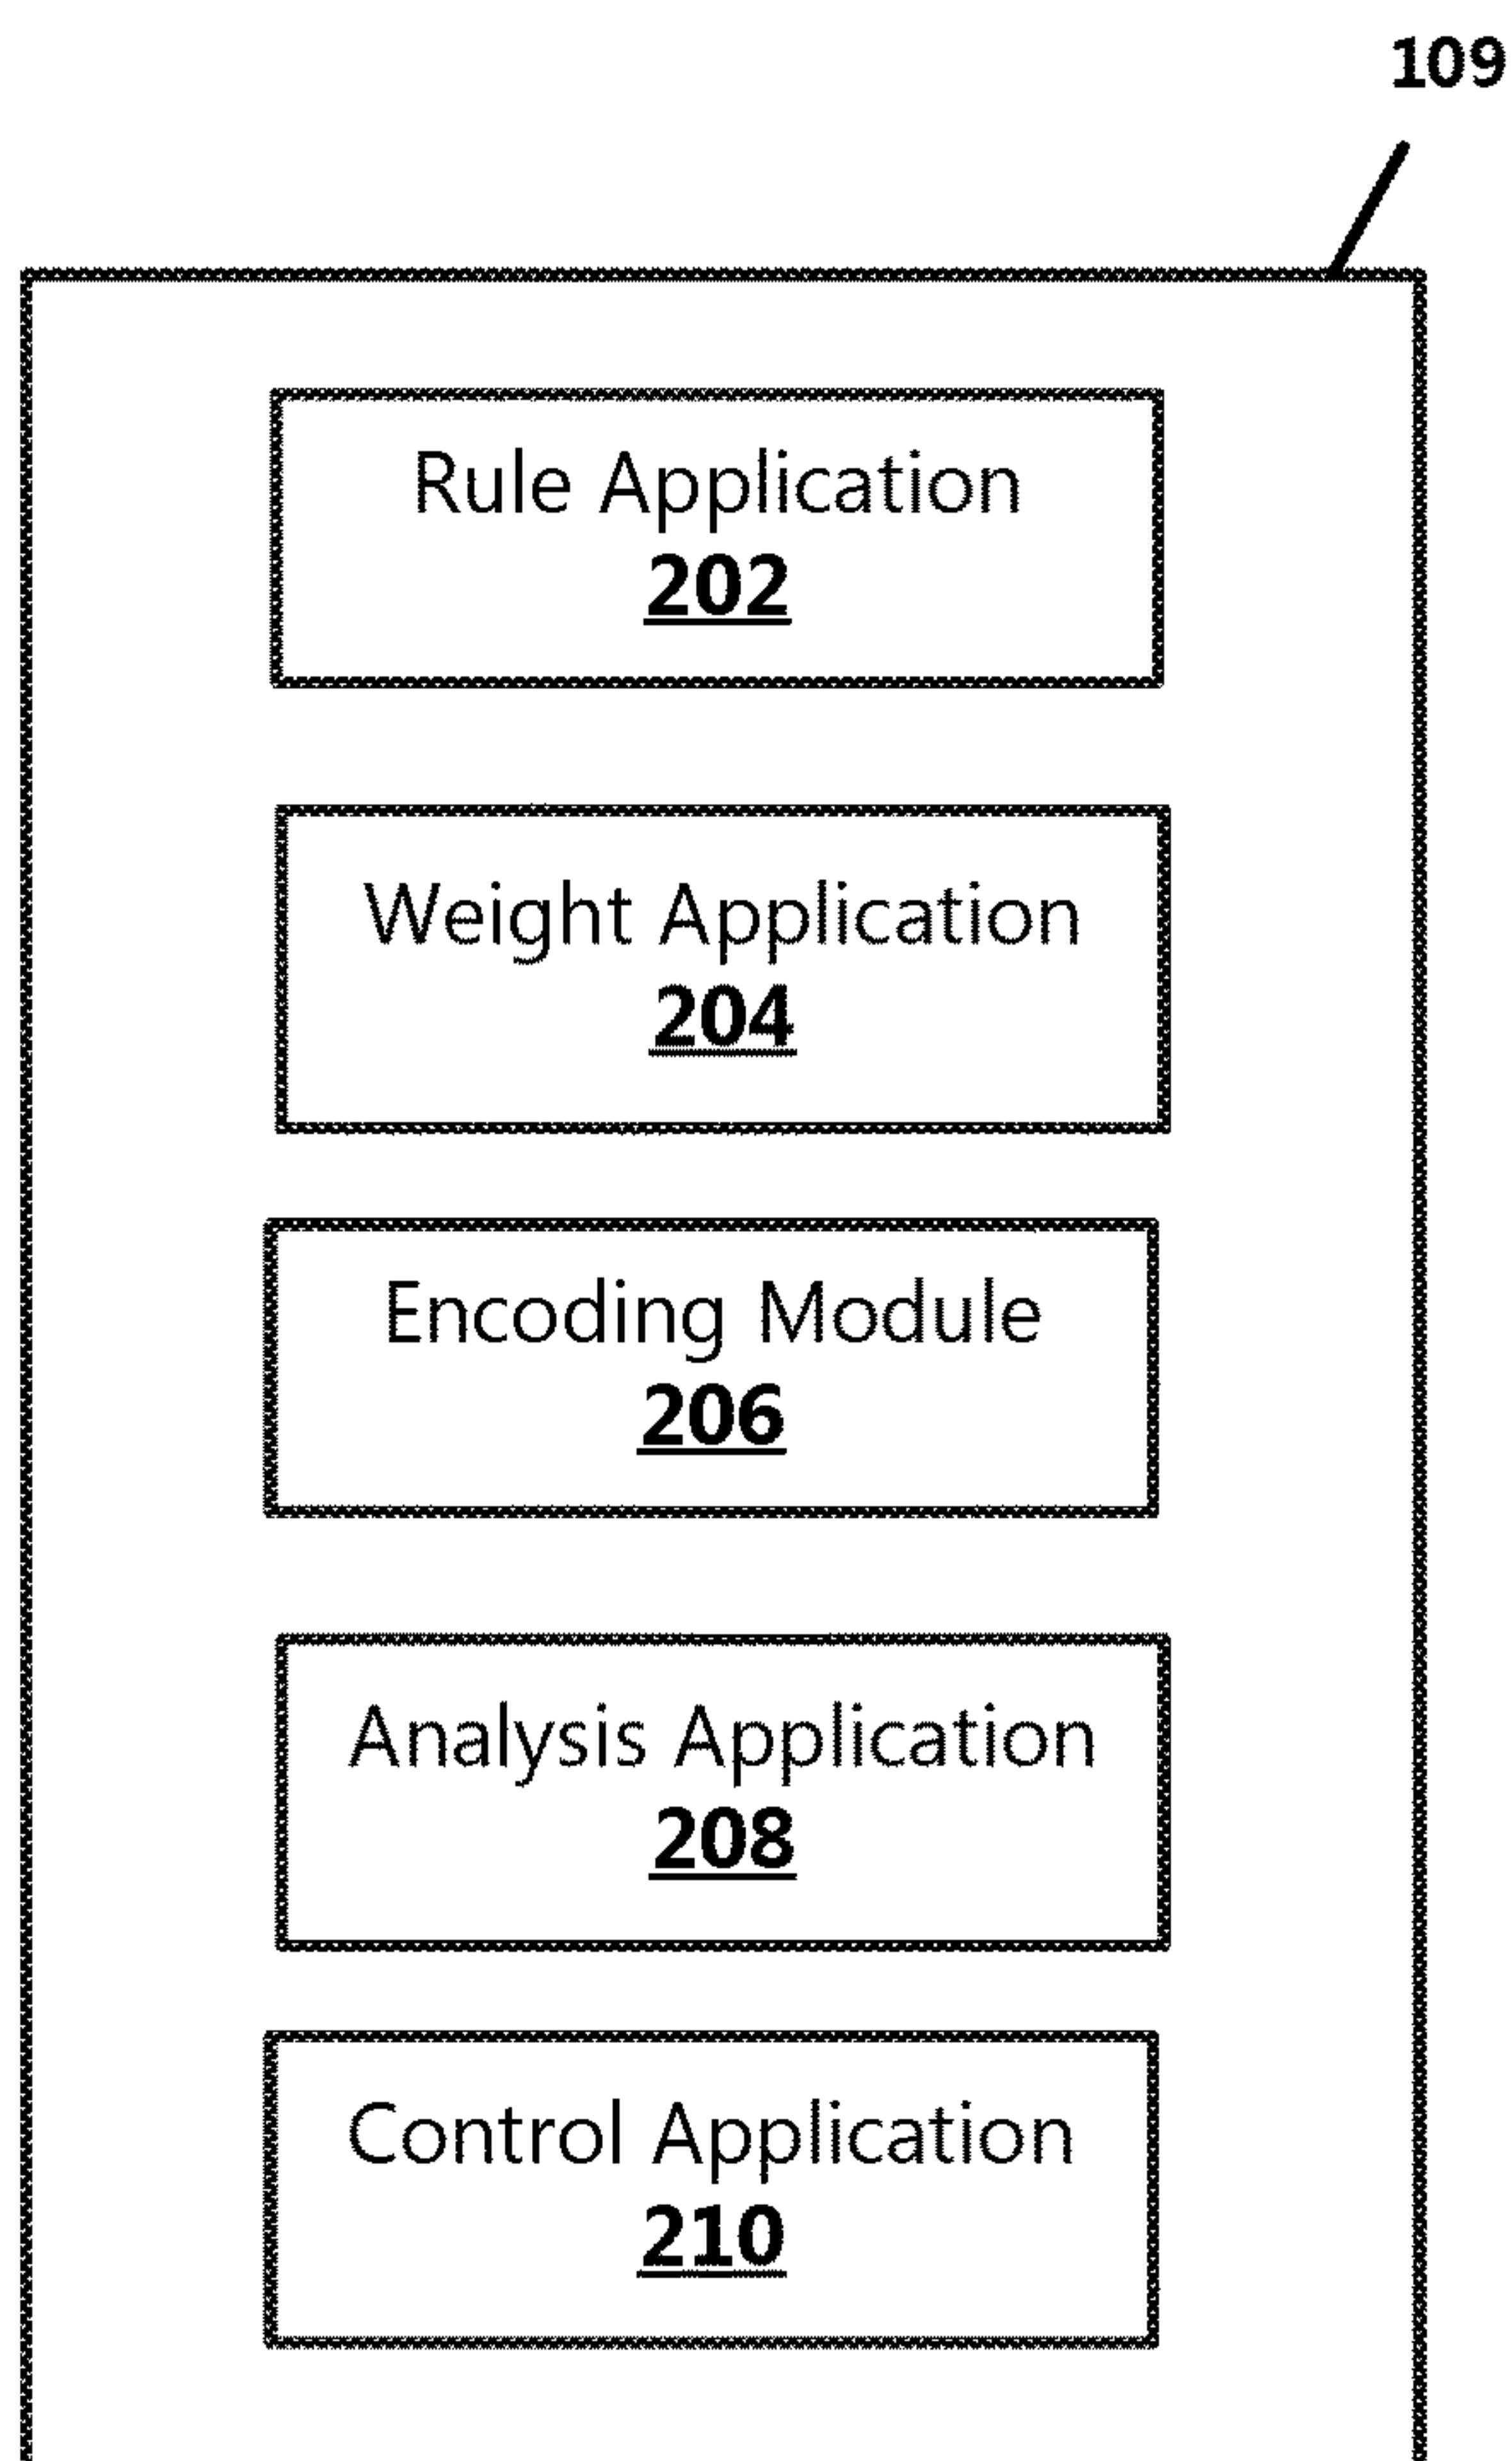 109
Rule Application
202
Weight Application
204
Encoding Module
206
Analysis Application
208
Control Application
210